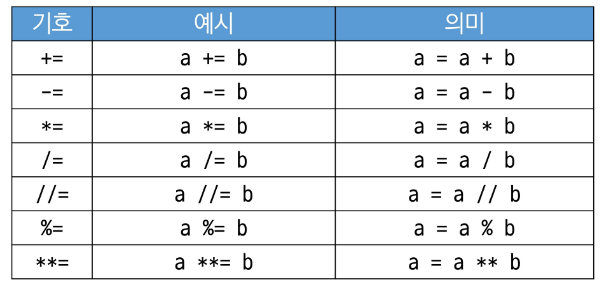 기호 예시 의미
+= a += b a = a + b
-= a -= b a = a - b
*= a *= b a = a * b
/= a /= b a = a / b
//= a //= b a = a // b
%= a %= b a = a % b
**= a **= b a = a ** b